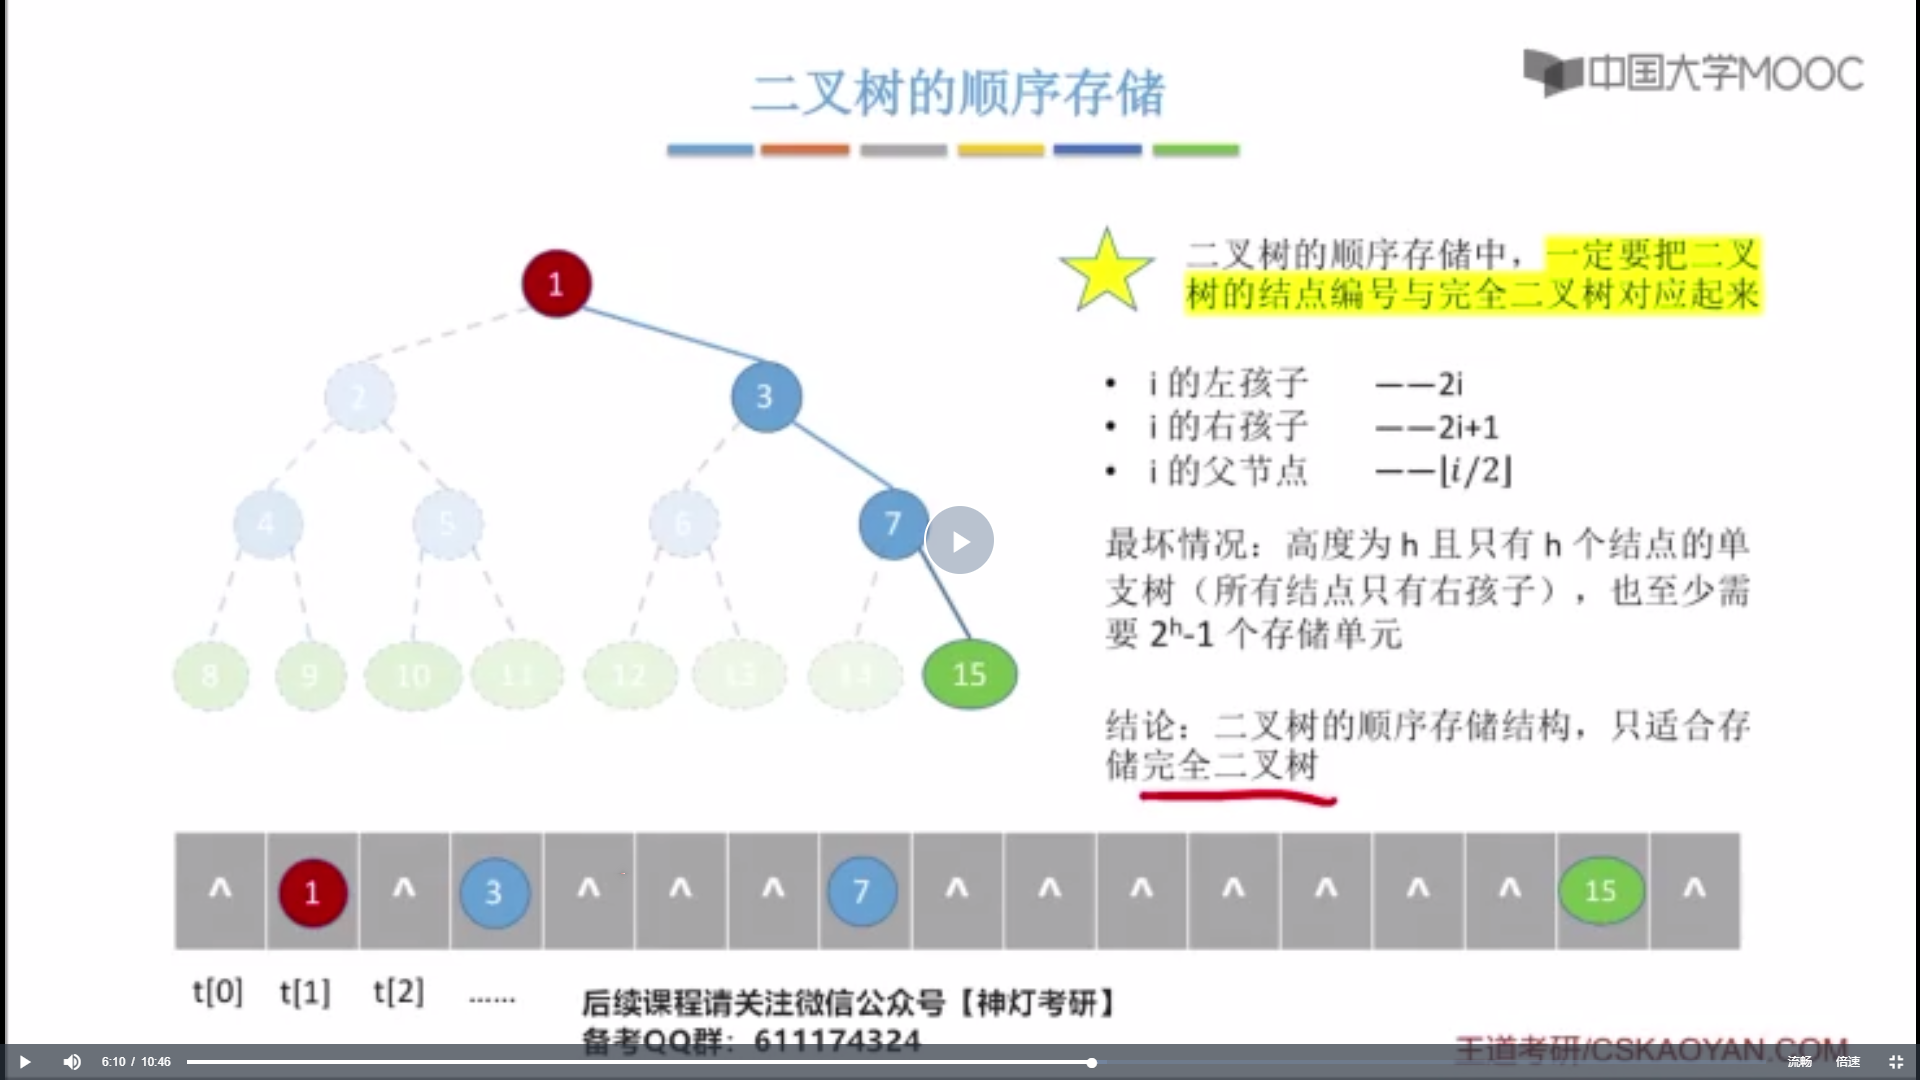 中国大学MOOC
二叉树的顺序存储
1
2
3
4
5
6
7
8
9
10
11
12
13
14
15
二叉树的顺序存储中，一定要把二叉
树的结点编号与完全二叉树对应起来
• i 的左孩子 ——2i
• i 的右孩子 ——2i+1
• i 的父节点 ——⌊i/2⌋
最坏情况：高度为 h 且只有 h 个结点的单
支树（所有结点只有右孩子），也至少需
要 2ʰ-1 个存储单元
结论：二叉树的顺序存储结构，只适合存
储完全二叉树
^ 1 ^ 3 ^ ^ ^ 7 ^ ^ ^ ^ ^ ^ ^ 15 ^
t[0] t[1] t[2] ……
后续课程请关注微信公众号【神灯考研】
备考QQ群：611174324
王道考研/CSKAOYAN.COM
6:10 / 10:46
流畅 倍速